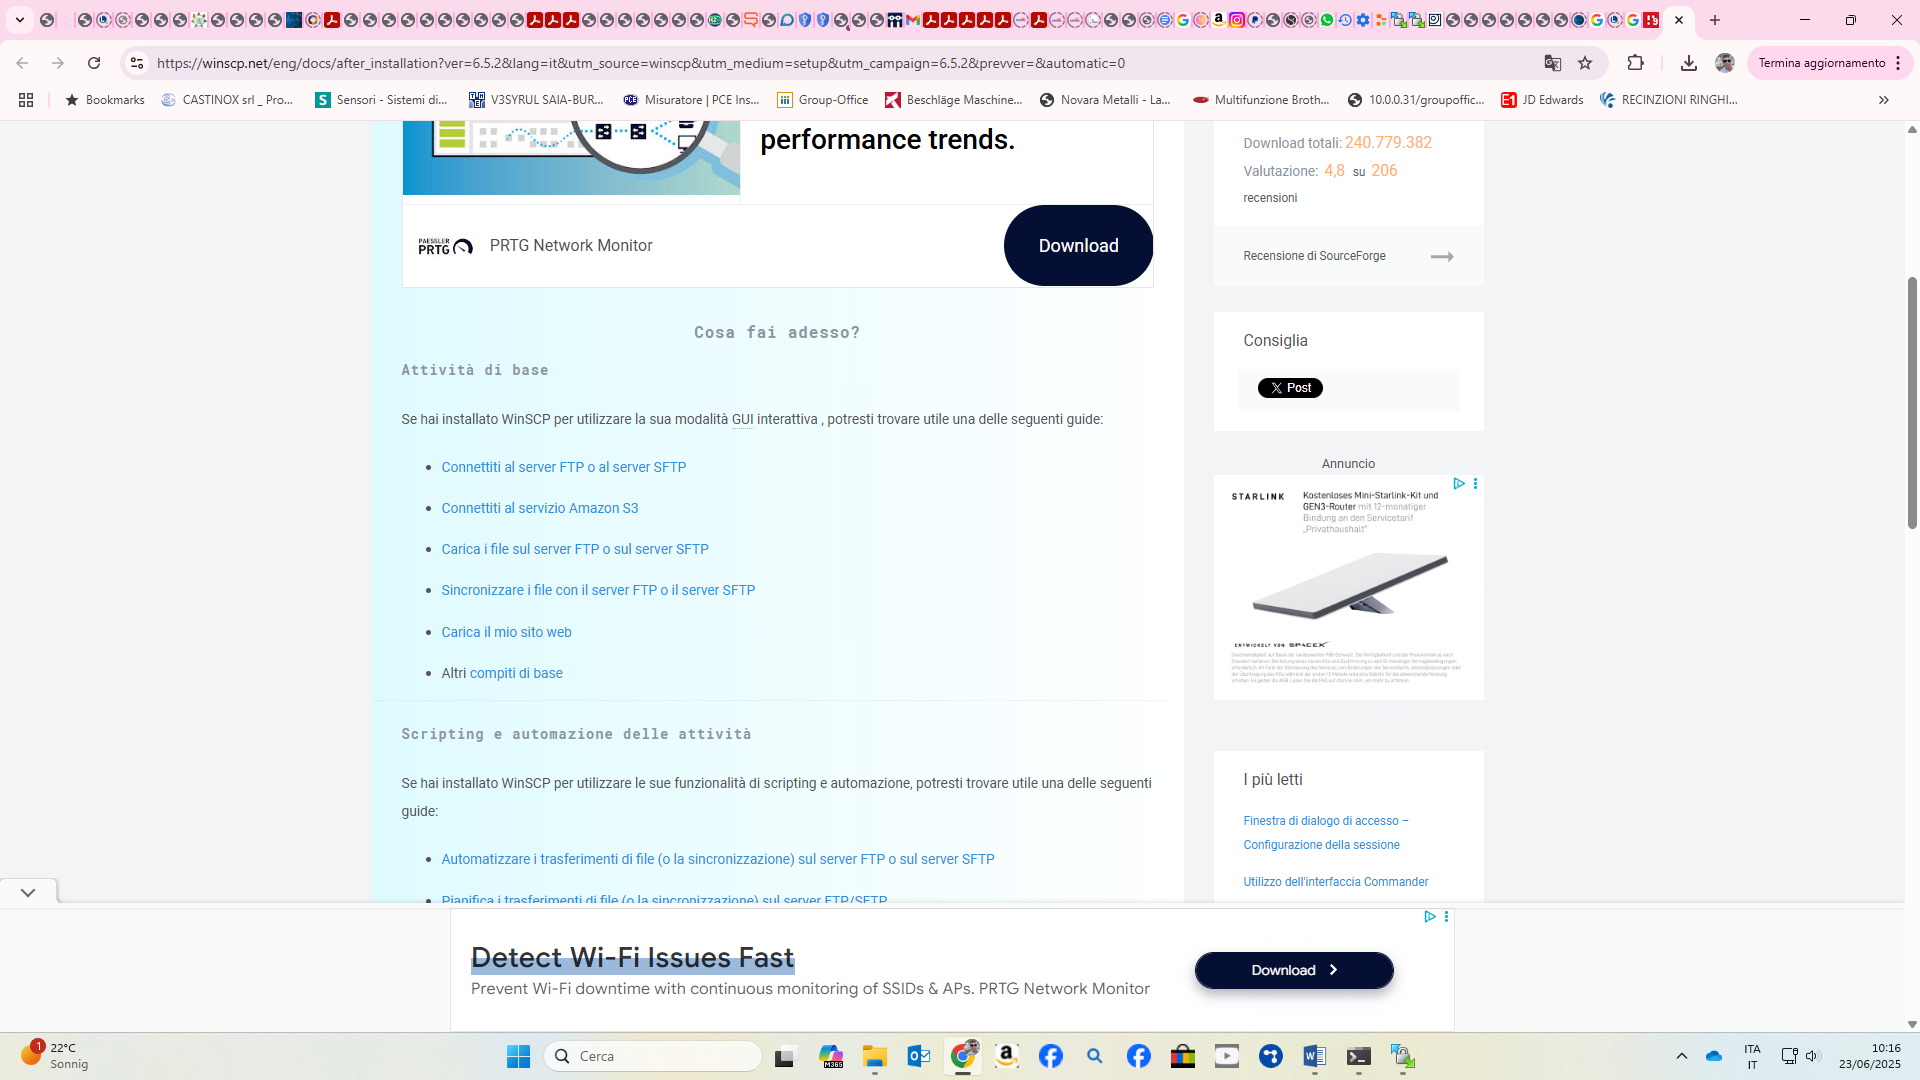 https://winscp.net/eng/docs/after_installation?ver=6.5.2&lang=it&utm_source=winscp&utm_medium=setup&utm_campaign=6.5.2&prevver=&automatic=0
Termina aggiornamento
Bookmarks
CASTINOX srl _ Pro...
Sensori - Sistemi di...
V3SYRUL SAIA-BUR...
Misuratore | PCE Ins...
Group-Office
Beschläge Maschine...
Novara Metalli - La...
Multifunzione Broth...
10.0.0.31/groupoffic...
JD Edwards
RECINZIONI RINGHI...
performance trends.
PAESSLER
PRTG
PRTG Network Monitor
Download
Cosa fai adesso?
Attività di base
Se hai installato WinSCP per utilizzare la sua modalità GUI interattiva , potresti trovare utile una delle seguenti guide:
Connettiti al server FTP o al server SFTP
Connettiti al servizio Amazon S3
Carica i file sul server FTP o sul server SFTP
Sincronizzare i file con il server FTP o il server SFTP
Carica il mio sito web
Altri compiti di base
Scripting e automazione delle attività
Se hai installato WinSCP per utilizzare le sue funzionalità di scripting e automazione, potresti trovare utile una delle seguenti
guide:
Automatizzare i trasferimenti di file (o la sincronizzazione) sul server FTP o sul server SFTP
Pianifica i trasferimenti di file (o la sincronizzazione) sul server FTP/SFTP
Download totali: 240.779.382
Valutazione: 4,8 su 206
recensioni
Recensione di SourceForge
Consiglia
Post
Annuncio
STARLINK
Kostenloses Mini-Starlink-Kit und
GEN3-Router mit 12-monatiger
Bindung an den Servicetarif
„Privathaushalt"
ENTWICKELT VON SPACEX
I più letti
Finestra di dialogo di accesso –
Configurazione della sessione
Utilizzo dell'interfaccia Commander
Detect Wi-Fi Issues Fast
Prevent Wi-Fi downtime with continuous monitoring of SSIDs & APs. PRTG Network Monitor
Download
1
22°C
Sonnig
Cerca
M365
ITA
IT
10:16
23/06/2025